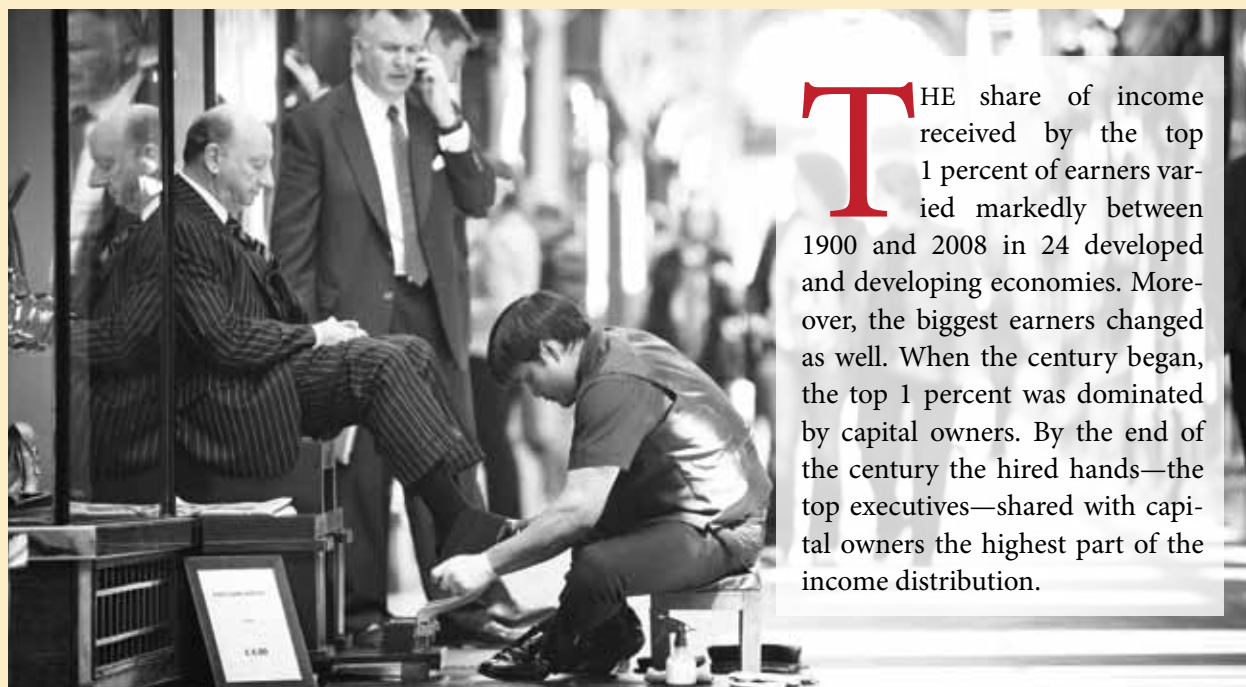 THE share of income
received by the top
1 percent of earners var-
ied markedly between
1900 and 2008 in 24 developed
and developing economies. More-
over, the biggest earners changed
as well. When the century began,
the top 1 percent was dominated
by capital owners. By the end of
the century the hired hands—the
top executives—shared with capi-
tal owners the highest part of the
income distribution.